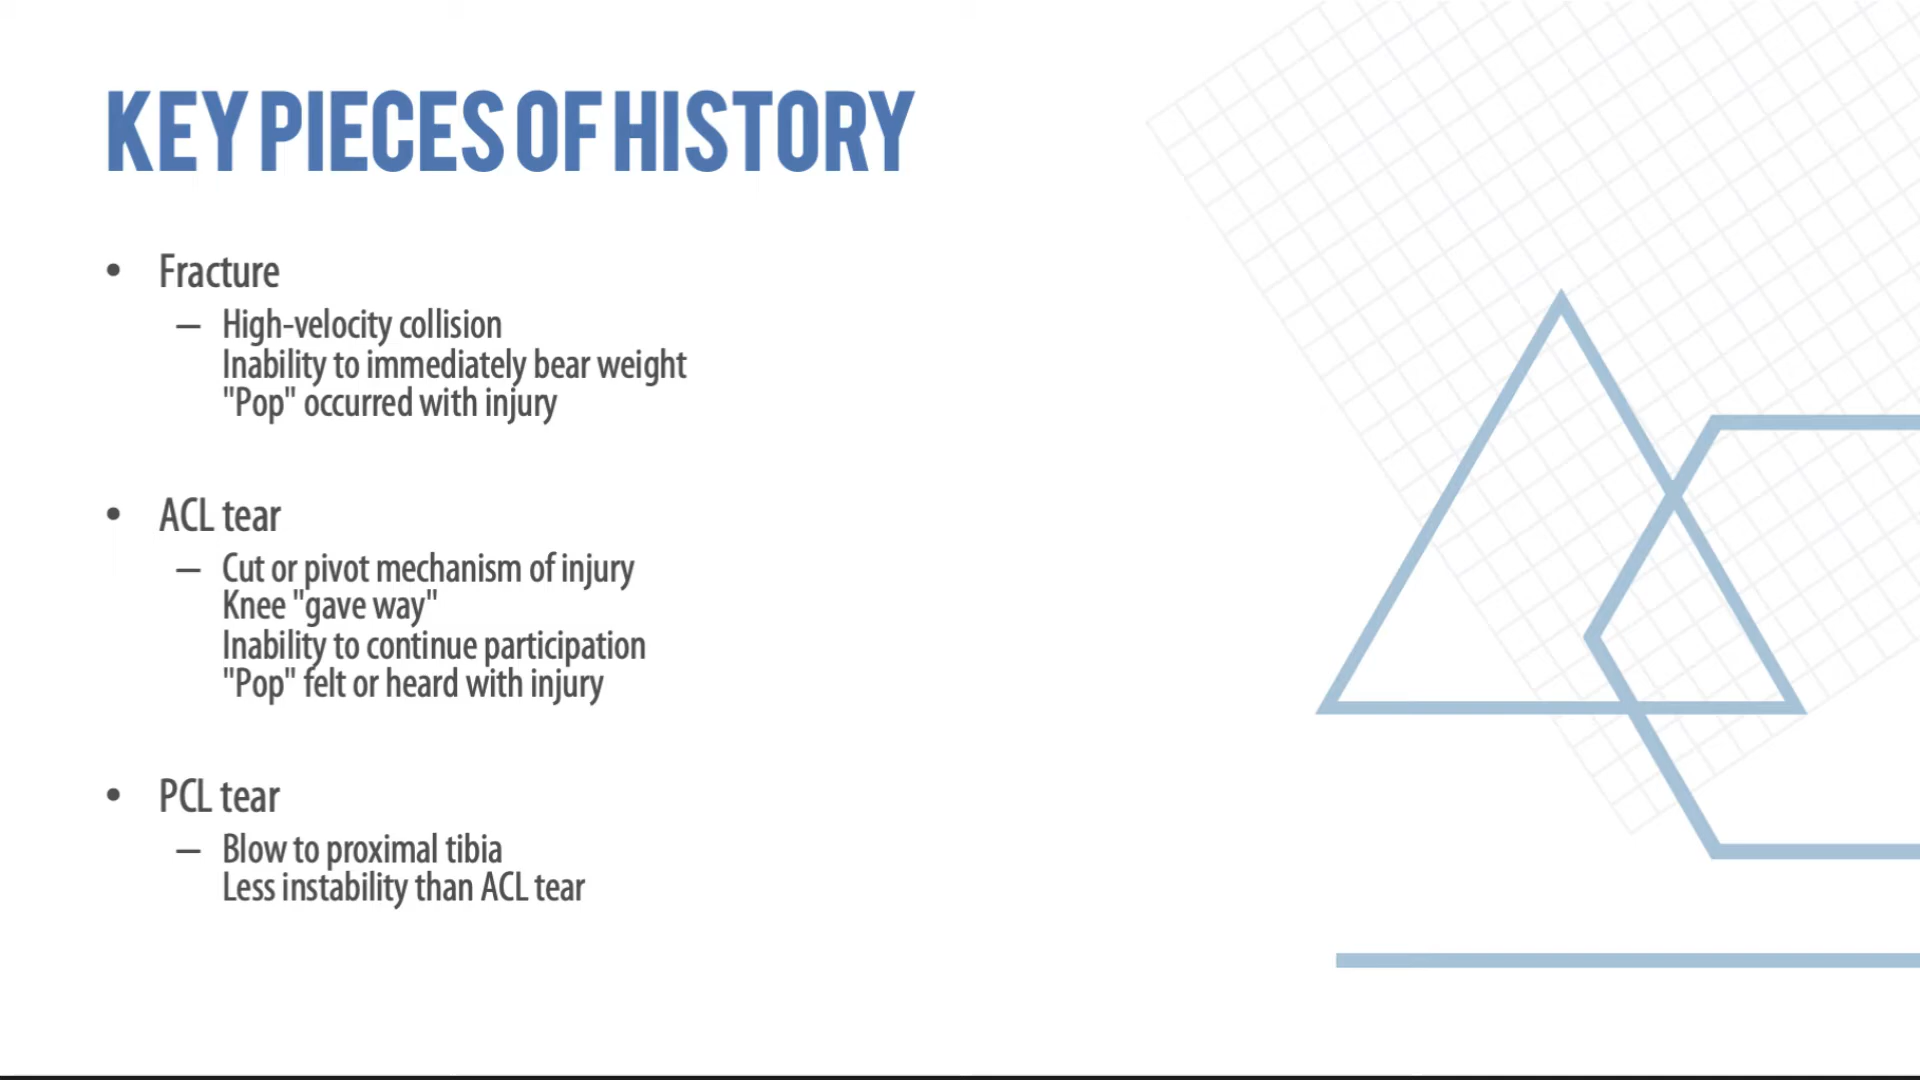 KEY PIECES OF HISTORY
• Fracture
– High-velocity collision
Inability to immediately bear weight
"Pop" occurred with injury
• ACL tear
– Cut or pivot mechanism of injury
Knee "gave way"
Inability to continue participation
"Pop" felt or heard with injury
• PCL tear
– Blow to proximal tibia
Less instability than ACL tear